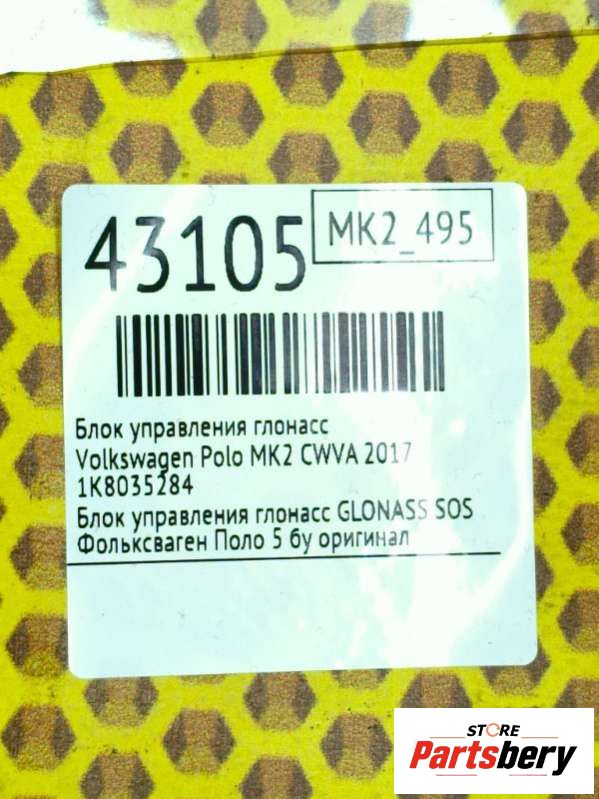 43105
MK2_495
Блок управления глонасс
Volkswagen Polo MK2 CWVA 2017
1K8035284
Блок управления глонасс GLONASS SOS
Фольксваген Поло 5 бу оригинал
STORE
Partsbery